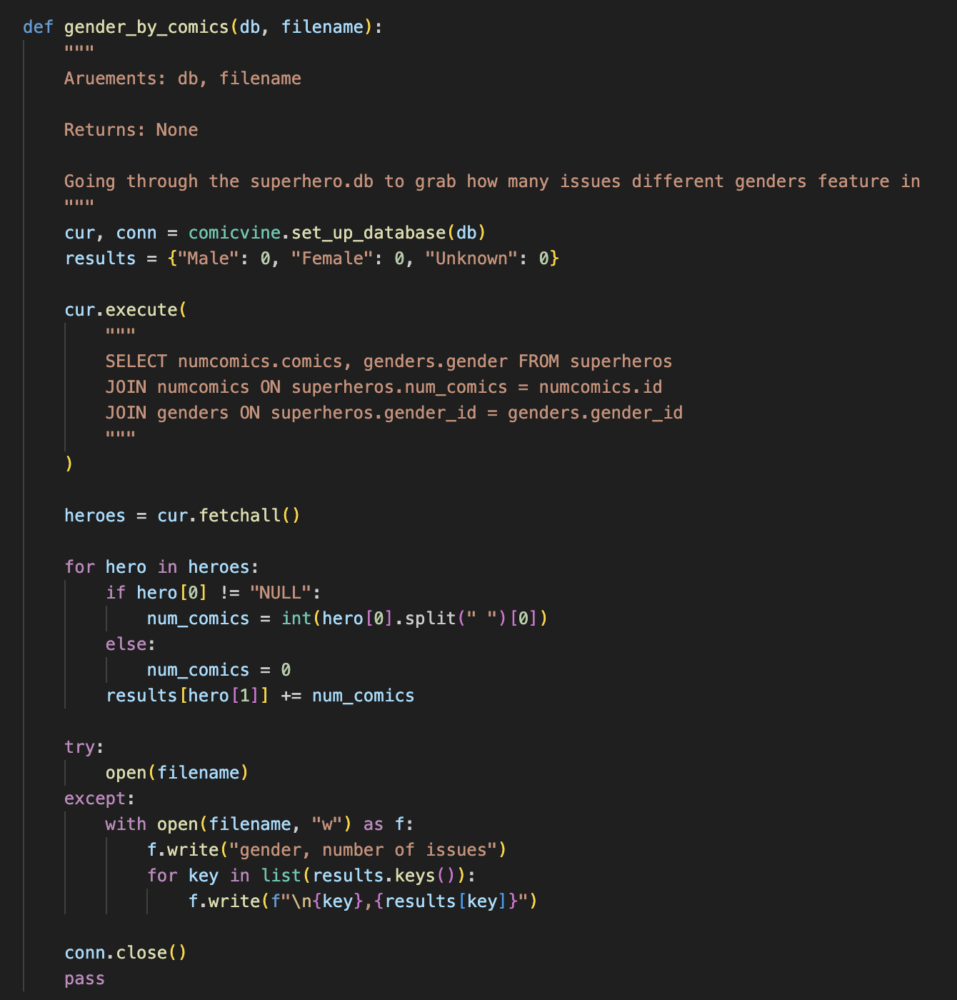 def gender_by_comics(db, filename):
    """
    Aruements: db, filename

    Returns: None

    Going through the superhero.db to grab how many issues different genders feature in
    """
    cur, conn = comicvine.set_up_database(db)
    results = {"Male": 0, "Female": 0, "Unknown": 0}

    cur.execute(
        """
        SELECT numcomics.comics, genders.gender FROM superheros
        JOIN numcomics ON superheros.num_comics = numcomics.id
        JOIN genders ON superheros.gender_id = genders.gender_id
        """
    )

    heroes = cur.fetchall()

    for hero in heroes:
        if hero[0] != "NULL":
            num_comics = int(hero[0].split(" ")[0])
        else:
            num_comics = 0
        results[hero[1]] += num_comics

    try:
        open(filename)
    except:
        with open(filename, "w") as f:
            f.write("gender, number of issues")
            for key in list(results.keys()):
                f.write(f"\n{key},{results[key]}")

    conn.close()
    pass